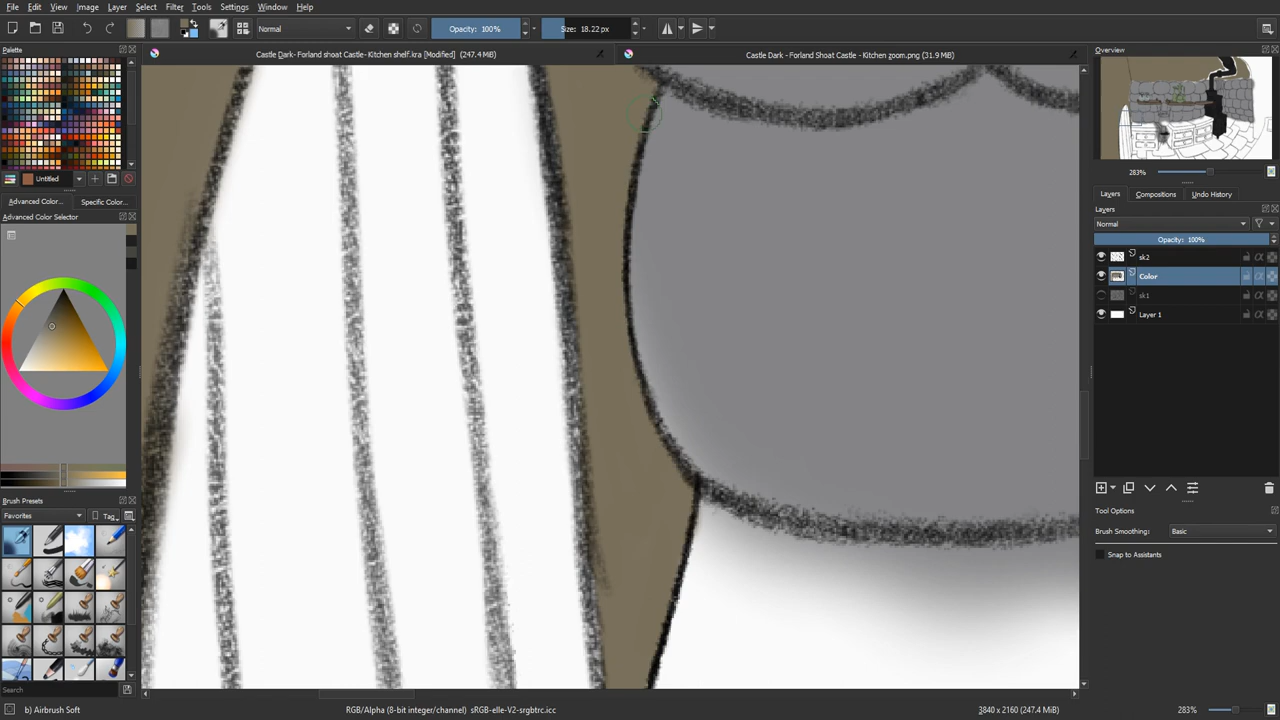 File Edit View Image Layer Select Filter Tools Settings Window Help
Normal Opacity: 100% Size: 18.22 px
Palette
Castle Dark- Forland shoat Castle - Kitchen shelf.kra [Modified] (247.4 MB)
Castle Dark - Forland Shoat Castle - Kitchen zoom.png (31.9 MB)
Overview
Untitled
283%
Advanced Color... Specific Color...
Advanced Color Selector
Layers Compositions Undo History
Layers
Normal
Opacity: 100%
sk2
Color
sk1
Layer 1
Tool Options
Brush Smoothing: Basic
Snap to Assistants
Brush Presets
Favorites Tag
Search
b) Airbrush Soft
RGB/Alpha (8-bit integer/channel) sRGB-elle-V2-srgbtrc.icc
3840 x 2160 (247.4 MiB)
283%